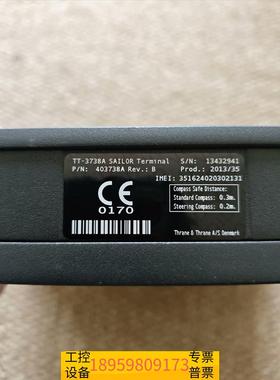 TT-3738A SAILOR Terminal S/N: 13432941
P/N: 403738A Rev.: B Prod.: 2013/35
IMEI: 351624020302131
CE
0170
Compass Safe Distance:
Standard Compass: 0.3m.
Steering Compass: 0.2m.
Thrane & Thrane A/S Denmark
工控 设备 18959809173 专票 普票